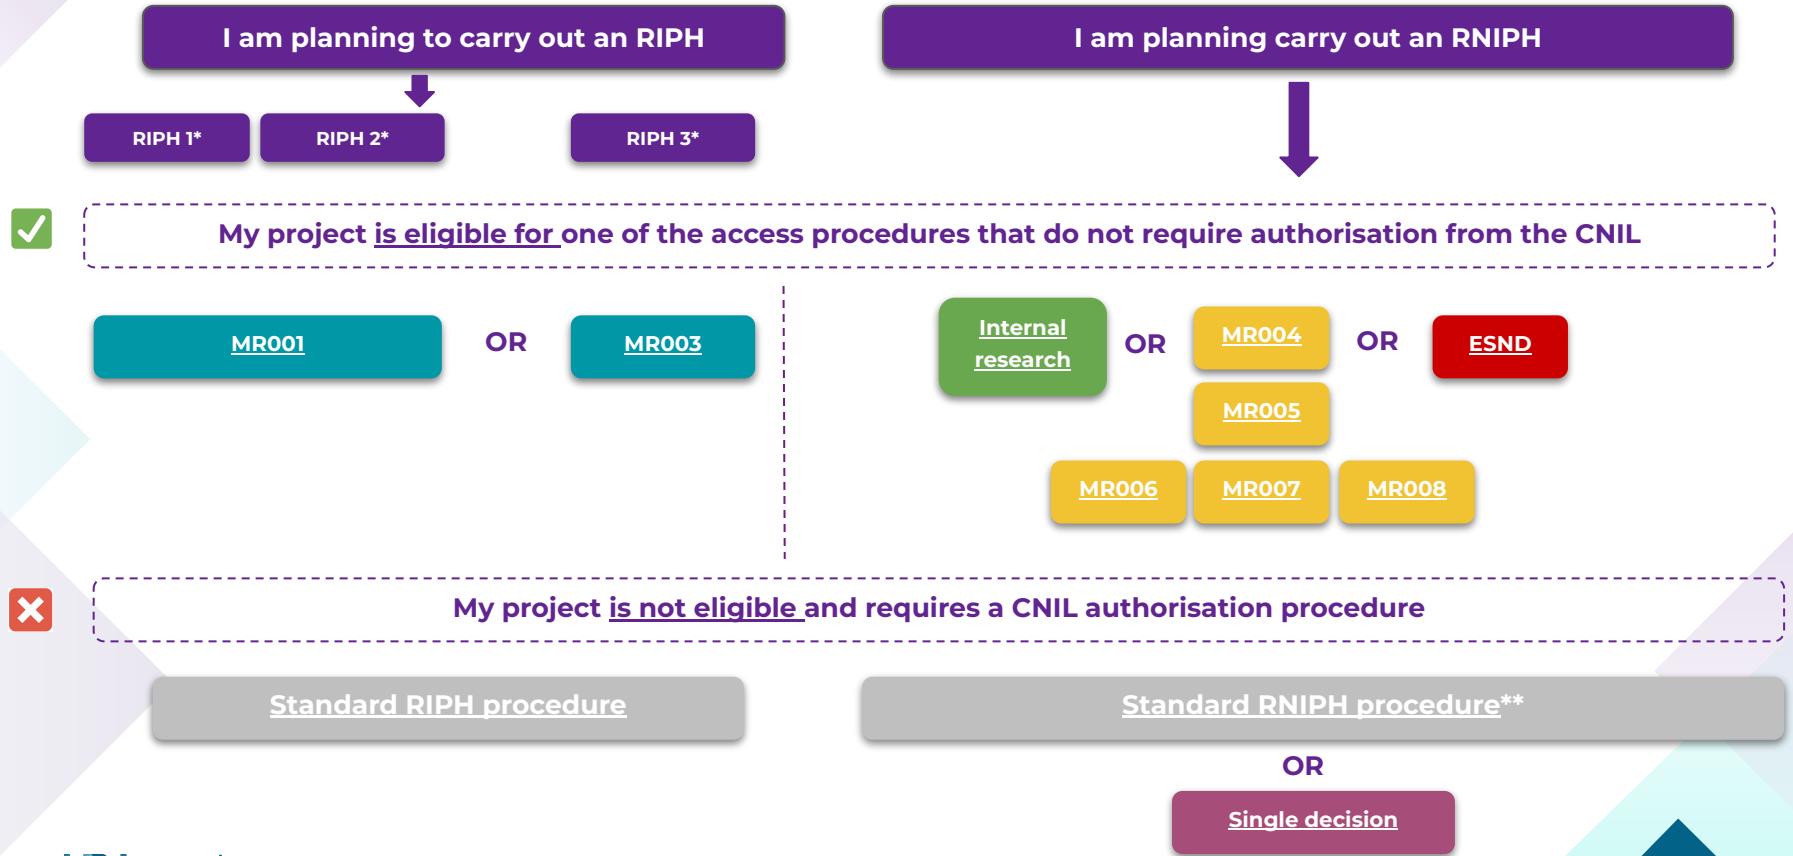 I am planning to carry out an RIPH
I am planning carry out an RNIPH
RIPH 1*
RIPH 2*
RIPH 3*
My project is eligible for one of the access procedures that do not require authorisation from the CNIL
MR001
OR
MR003
Internal
research
OR
MR004
OR
ESND
MR005
MR006
MR007
MR008
My project is not eligible and requires a CNIL authorisation procedure
Standard RIPH procedure
Standard RNIPH procedure**
OR
Single decision